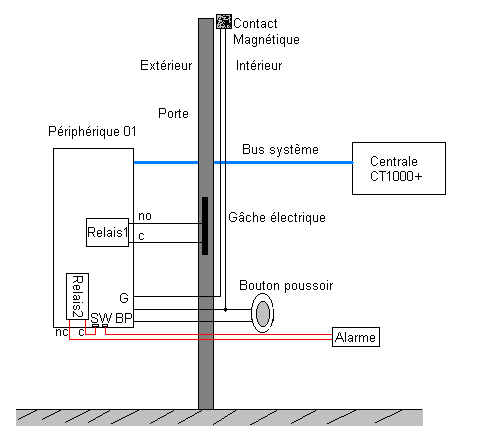 Contact
Magnétique
Extérieur
Intérieur
Porte
Périphérique 01
Bus système
Centrale
CT1000+
no
Relais1
c
Gâche électrique
Relais2
G
Bouton poussoir
SW BP
nc c
Alarme